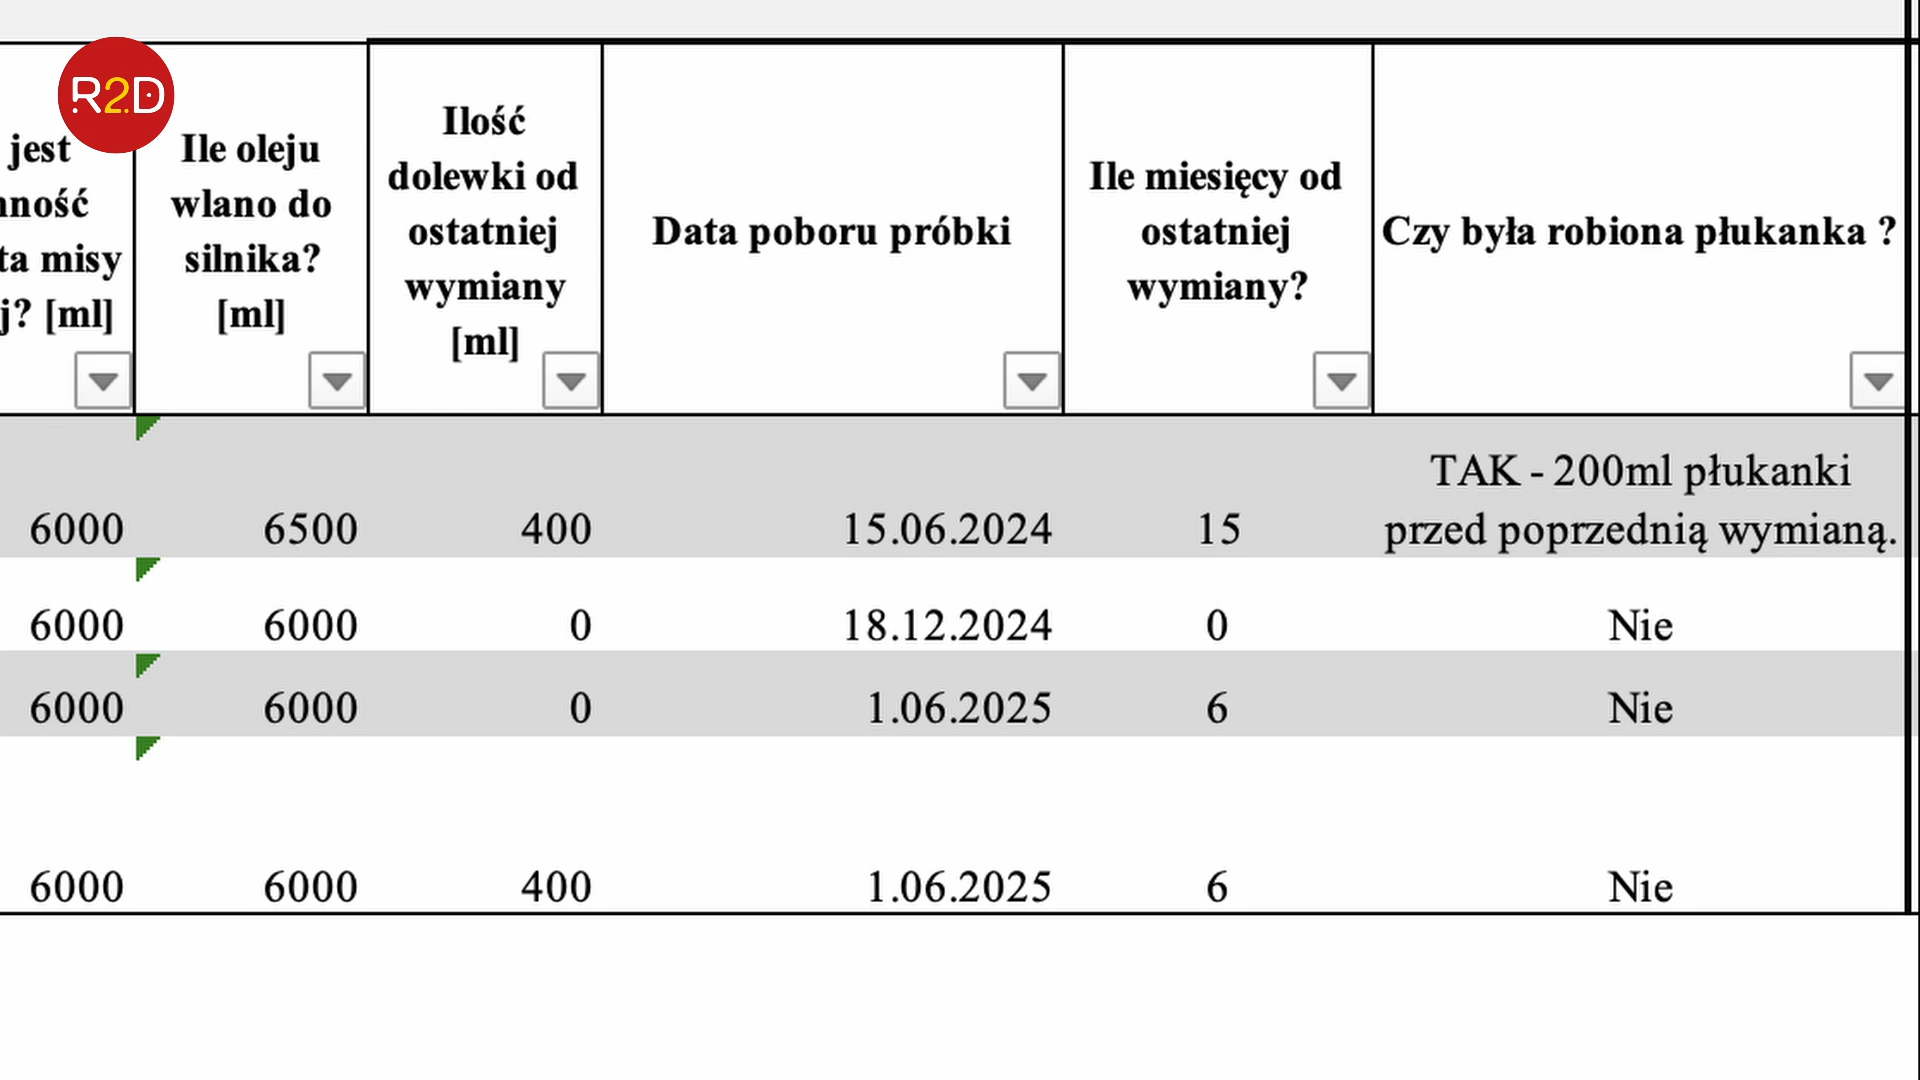 R2D
jest
ta misy
j? [ml]
Ile oleju
wlano do
silnika?
[ml]
Ilość
dolewki od
ostatniej
wymiany
[ml]
Data poboru próbki
Ile miesięcy od
ostatniej
wymiany?
Czy była robiona płukanka ?
TAK - 200ml płukanki
6000 6500 400 15.06.2024 15 przed poprzednią wymianą.
6000 6000 0 18.12.2024 0 Nie
6000 6000 0 1.06.2025 6 Nie
6000 6000 400 1.06.2025 6 Nie